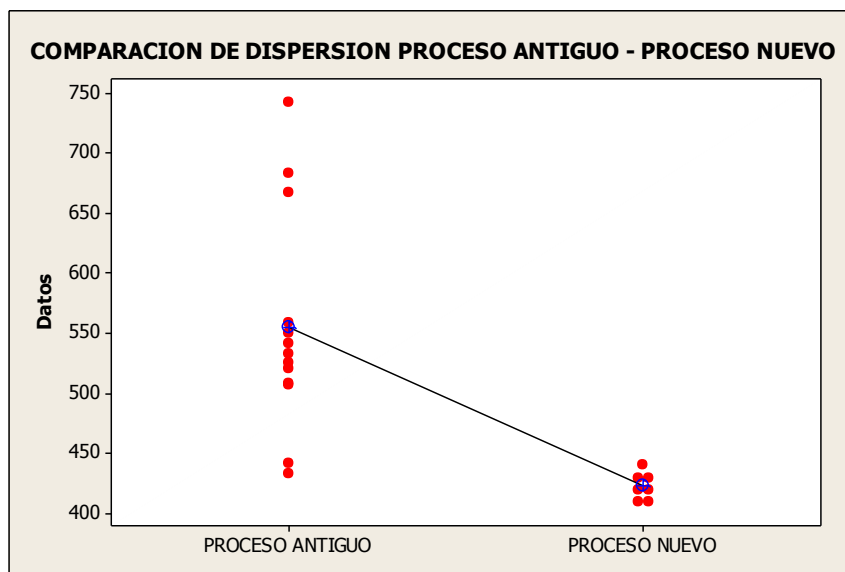 COMPARACION DE DISPERSION PROCESO ANTIGUO - PROCESO NUEVO
750
700
650
600
550
500
450
400
Datos
PROCESO ANTIGUO
PROCESO NUEVO